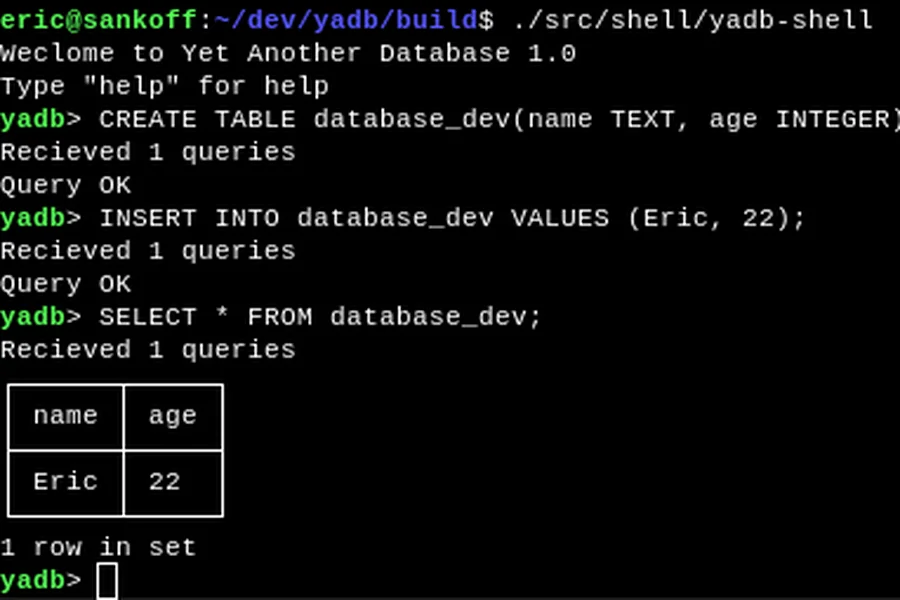 eric@sankoff:~/dev/yadb/build$ ./src/shell/yadb-shell
Weclome to Yet Another Database 1.0
Type "help" for help
yadb> CREATE TABLE database_dev(name TEXT, age INTEGER)
Recieved 1 queries
Query OK
yadb> INSERT INTO database_dev VALUES (Eric, 22);
Recieved 1 queries
Query OK
yadb> SELECT * FROM database_dev;
Recieved 1 queries
name age
Eric 22
1 row in set
yadb>